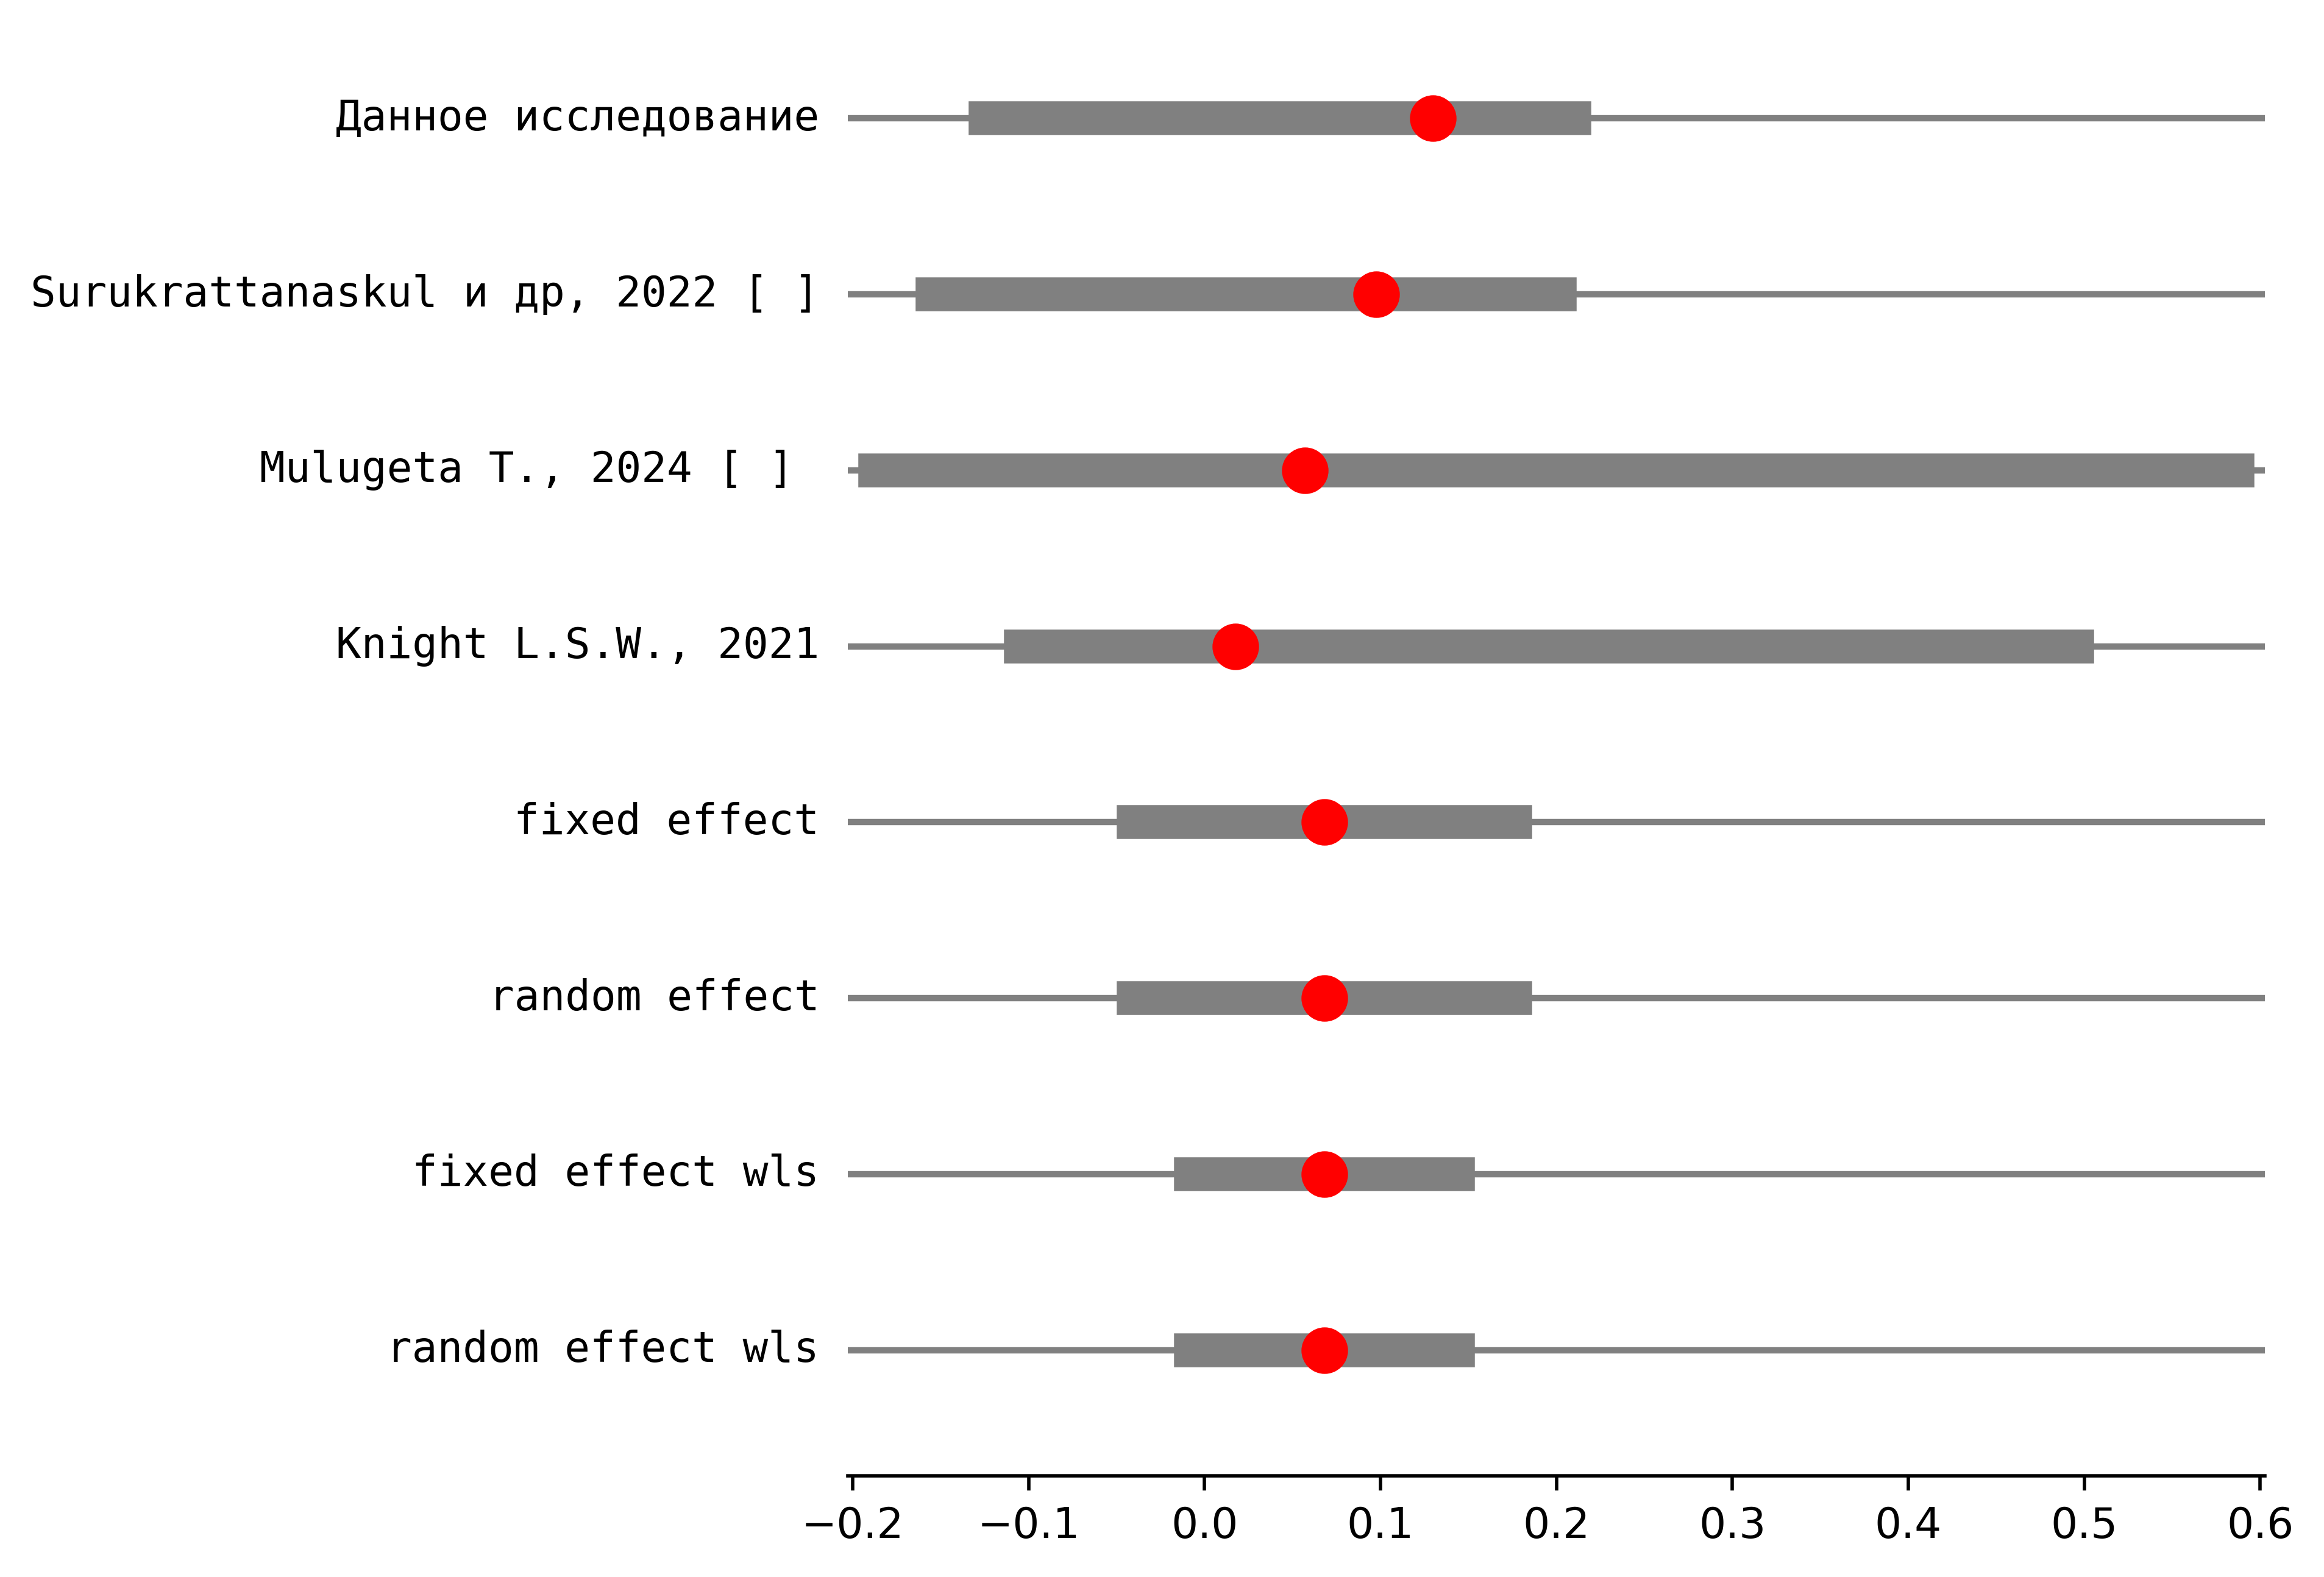 Данное исследование
Surukrattanaskul и др, 2022 [ ]
Mulugeta T., 2024 [ ]
Knight L.S.W., 2021
fixed effect
random effect
fixed effect wls
random effect wls
−0.2 −0.1 0.0 0.1 0.2 0.3 0.4 0.5 0.6